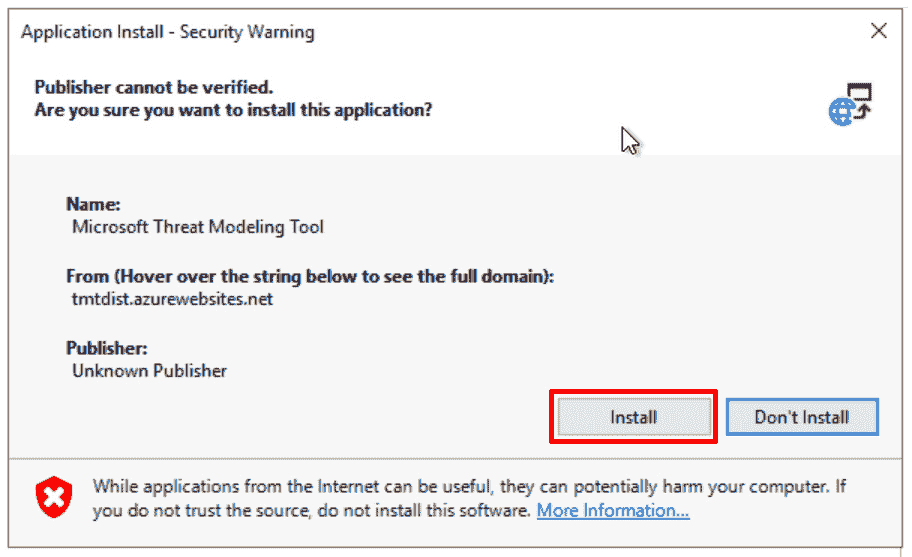 Application Install - Security Warning
Publisher cannot be verified.
Are you sure you want to install this application?
Name:
Microsoft Threat Modeling Tool
From (Hover over the string below to see the full domain):
tmtdist.azurewebsites.net
Publisher:
Unknown Publisher
Install
Don't Install
While applications from the Internet can be useful, they can potentially harm your computer. If
you do not trust the source, do not install this software. More Information...